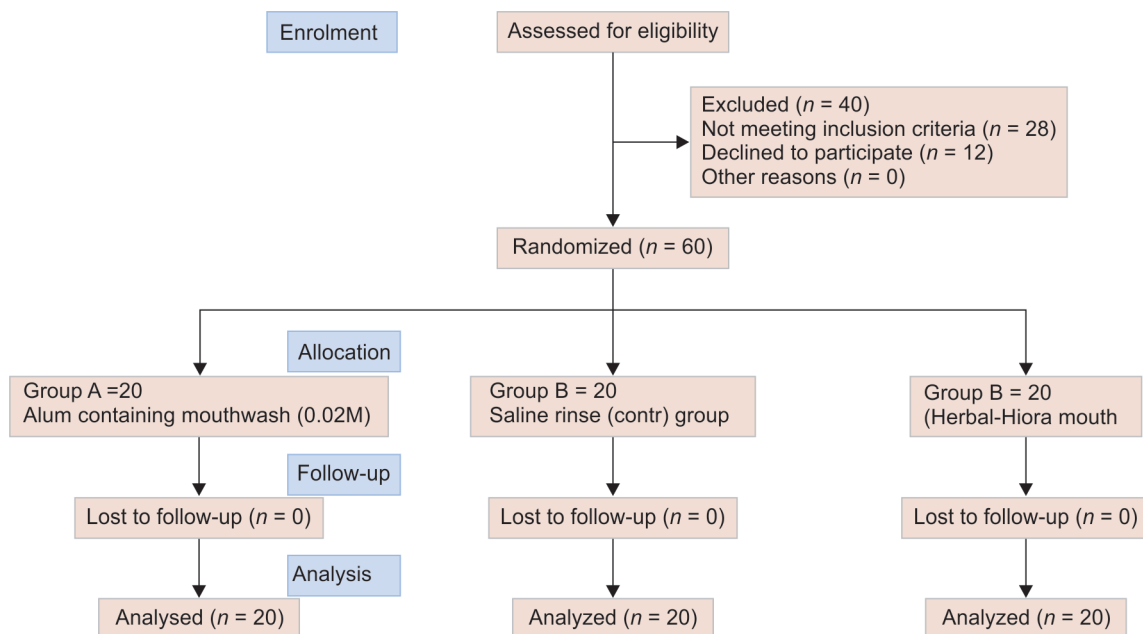 Enrolment
Assessed for eligibility
Excluded (n = 40)
Not meeting inclusion criteria (n = 28)
Declined to participate (n = 12)
Other reasons (n = 0)
Randomized (n = 60)
Allocation
Group A =20
Alum containing mouthwash (0.02M)
Group B = 20
Saline rinse (contr) group
Group B = 20
(Herbal-Hiora mouth
Follow-up
Lost to follow-up (n = 0)
Lost to follow-up (n = 0)
Lost to follow-up (n = 0)
Analysis
Analysed (n = 20)
Analyzed (n = 20)
Analyzed (n = 20)